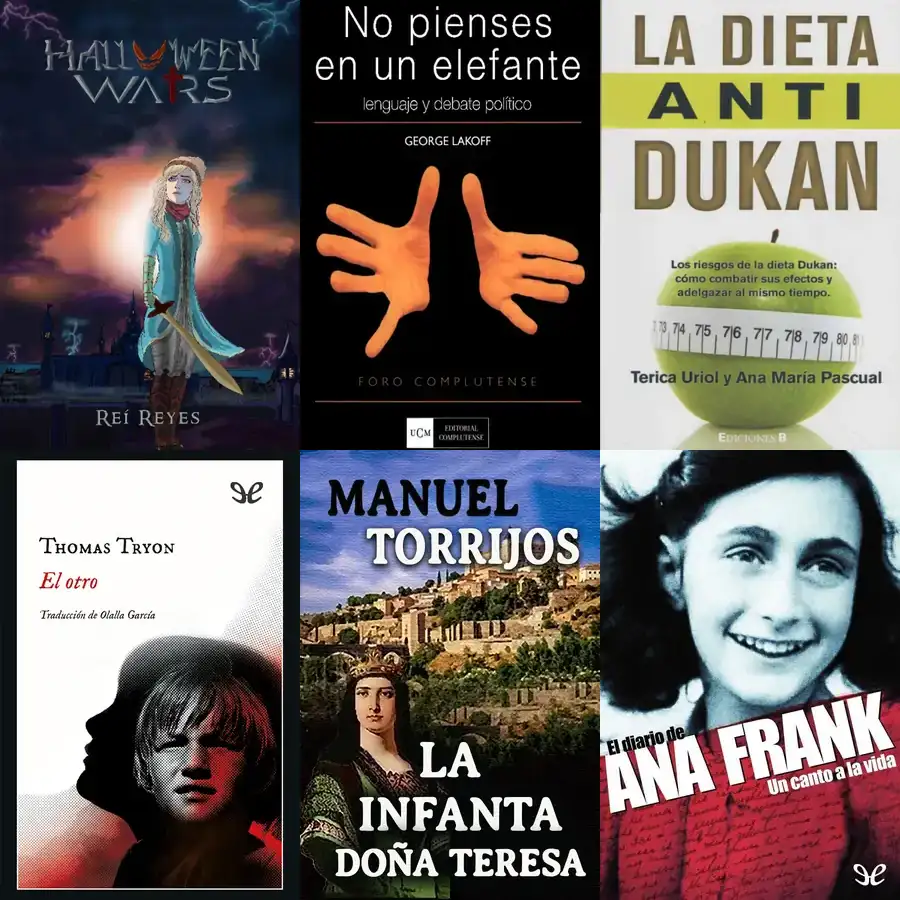 HALLOWEEN
WARS
REÍ REYES
No pienses
en un elefante
lenguaje y debate político
GEORGE LAKOFF
FORO COMPLUTENSE
UCM
EDITORIAL
COMPLUTENSE
LA DIETA
ANTI
DUKAN
Los riesgos de la dieta Dukan:
cómo combatir sus efectos y
adelgazar al mismo tiempo.
73 74 75 76 77 78 79 80 81
Terica Uriol y Ana María Pascual
EDICIONES B
THOMAS TRYON
El otro
Traducción de Olalla García
MANUEL
TORRIJOS
LA
INFANTA
DOÑA TERESA
El diario de
ANA FRANK
Un canto a la vida